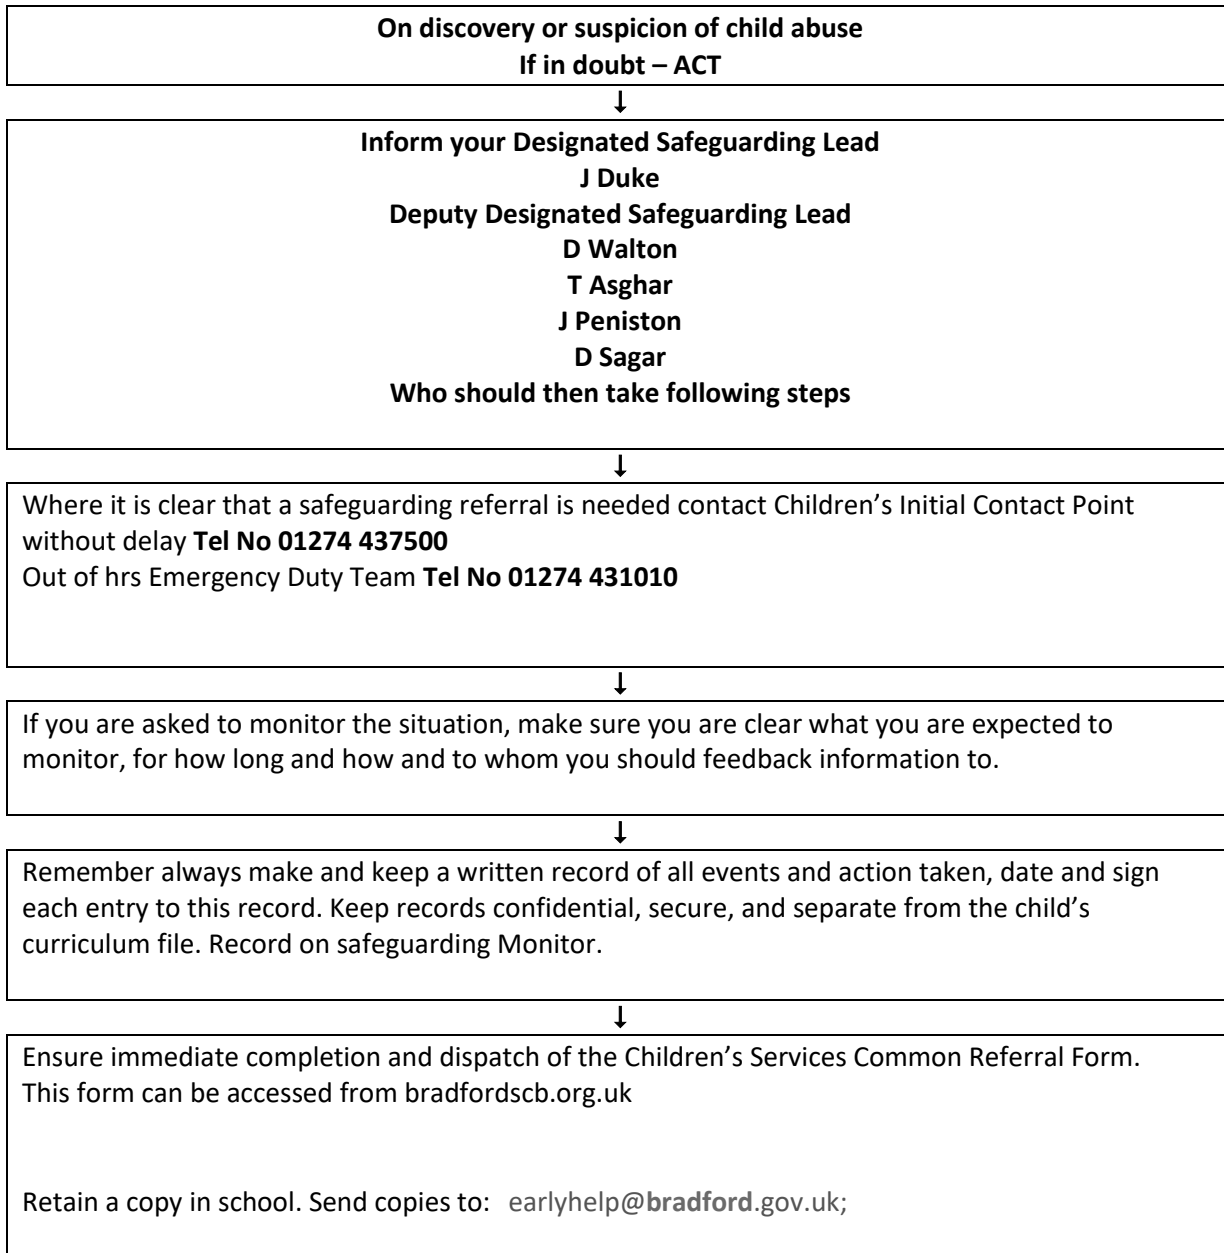 On discovery or suspicion of child abuse
If in doubt – ACT
↓
Inform your Designated Safeguarding Lead
J Duke
Deputy Designated Safeguarding Lead
D Walton
T Asghar
J Peniston
D Sagar
Who should then take following steps
↓
Where it is clear that a safeguarding referral is needed contact Children’s Initial Contact Point
without delay Tel No 01274 437500
Out of hrs Emergency Duty Team Tel No 01274 431010
↓
If you are asked to monitor the situation, make sure you are clear what you are expected to
monitor, for how long and how and to whom you should feedback information to.
↓
Remember always make and keep a written record of all events and action taken, date and sign
each entry to this record. Keep records confidential, secure, and separate from the child’s
curriculum file. Record on safeguarding Monitor.
↓
Ensure immediate completion and dispatch of the Children’s Services Common Referral Form.
This form can be accessed from bradfordscb.org.uk
Retain a copy in school. Send copies to: earlyhelp@bradford.gov.uk;